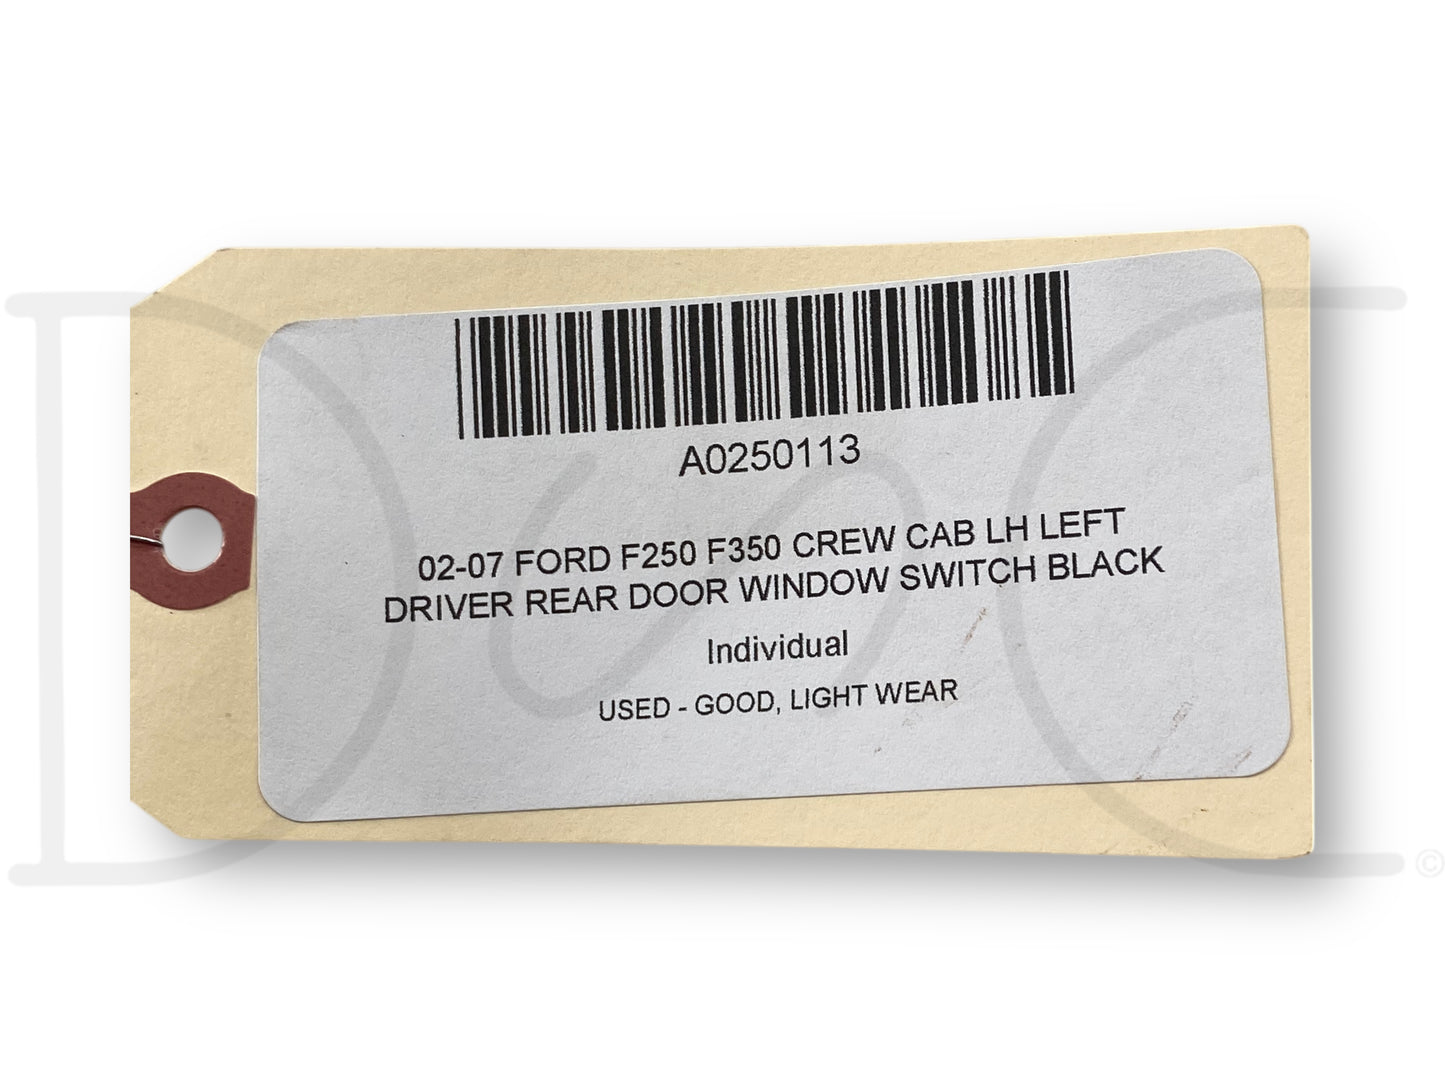 A0250113
02-07 FORD F250 F350 CREW CAB LH LEFT
DRIVER REAR DOOR WINDOW SWITCH BLACK
Individual
USED - GOOD, LIGHT WEAR
©